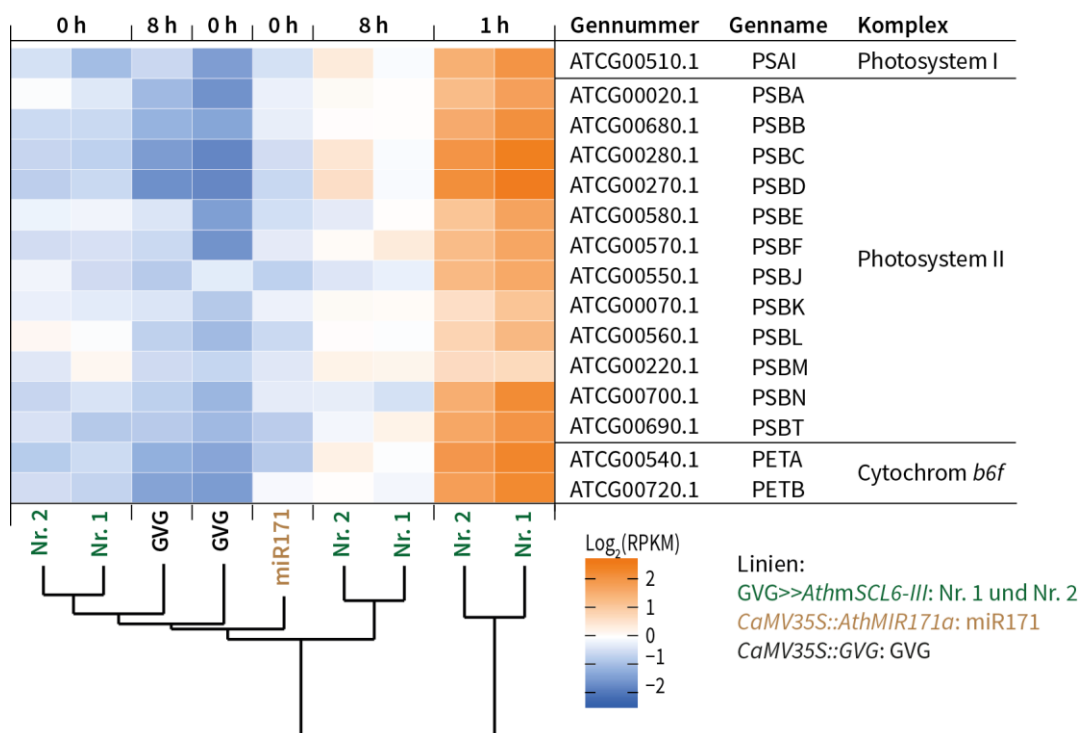 0 h 8 h 0 h 0 h 8 h 1 h Gennummer Genname Komplex
ATCG00510.1 PSAI Photosystem I
ATCG00020.1 PSBA
ATCG00680.1 PSBB
ATCG00280.1 PSBC
ATCG00270.1 PSBD
ATCG00580.1 PSBE
ATCG00570.1 PSBF
Photosystem II
ATCG00550.1 PSBJ
ATCG00070.1 PSBK
ATCG00560.1 PSBL
ATCG00220.1 PSBM
ATCG00700.1 PSBN
ATCG00690.1 PSBT
ATCG00540.1 PETA
Cytochrom b6f
ATCG00720.1 PETB
Nr. 2 Nr. 1 GVG GVG miR171 Nr. 2 Nr. 1 Nr. 2 Nr. 1
Log₂(RPKM)
2
1
0
−1
−2
Linien:
GVG>>AthmSCL6-III: Nr. 1 und Nr. 2
CaMV35S::AthMIR171a: miR171
CaMV35S::GVG: GVG